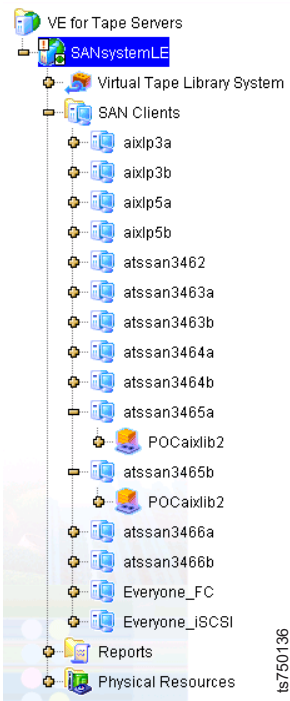 VE for Tape Servers
SANsystemLE
Virtual Tape Library System
SAN Clients
aixlp3a
aixlp3b
aixlp5a
aixlp5b
atssan3462
atssan3463a
atssan3463b
atssan3464a
atssan3464b
atssan3465a
POCaixlib2
atssan3465b
POCaixlib2
atssan3466a
atssan3466b
Everyone_FC
Everyone_iSCSI
Reports
Physical Resources
ts750136